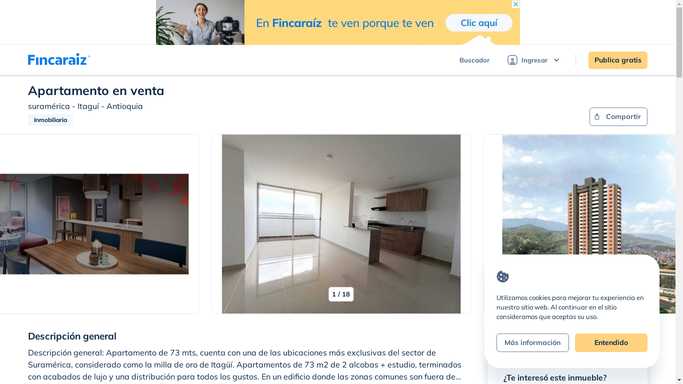 En Fincaraíz te ven porque te ven
Clic aquí
Fincaraíz
Buscador
Ingresar
Publica gratis
Apartamento en venta
suramérica - Itaguí - Antioquia
Inmobiliaria
Compartir
1 / 18
Utilizamos cookies para mejorar tu experiencia en
nuestro sitio web. Al continuar en el sitio
consideramos que aceptas su uso.
Más información
Entendido
Descripción general
Descripción general: Apartamento de 73 mts, cuenta con una de las ubicaciones más exclusivas del sector de
Suramérica, considerado como la milla de oro de Itagüí. Apartamentos de 73 m2 de 2 alcobas + estudio, terminados
con acabados de lujo y una distribución para todos los gustos. En un edificio donde las zonas comunes son fuera de...
¿Te interesó este inmueble?